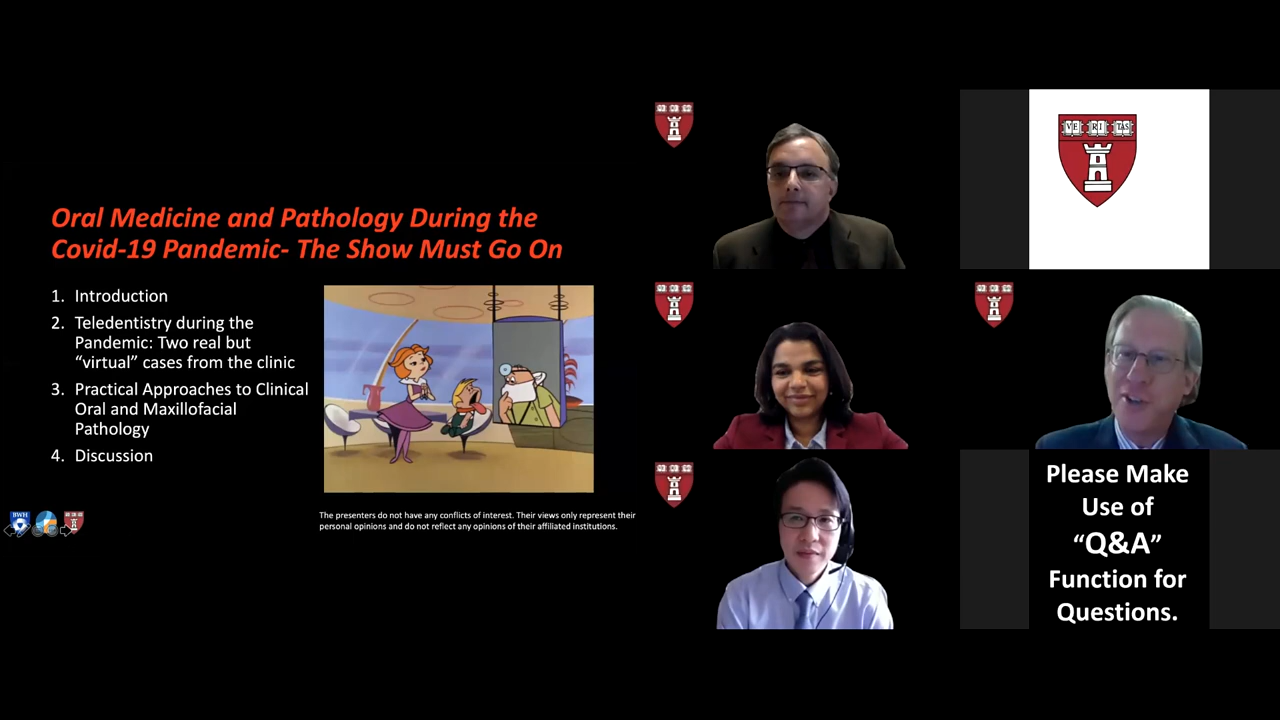 Oral Medicine and Pathology During the
Covid-19 Pandemic- The Show Must Go On
1. Introduction
2. Teledentistry during the
Pandemic: Two real but
“virtual” cases from the clinic
3. Practical Approaches to Clinical
Oral and Maxillofacial
Pathology
4. Discussion
The presenters do not have any conflicts of interest. Their views only represent their
personal opinions and do not reflect any opinions of their affiliated institutions.
BWH
VE RI TAS
Please Make
Use of
“Q&A”
Function for
Questions.